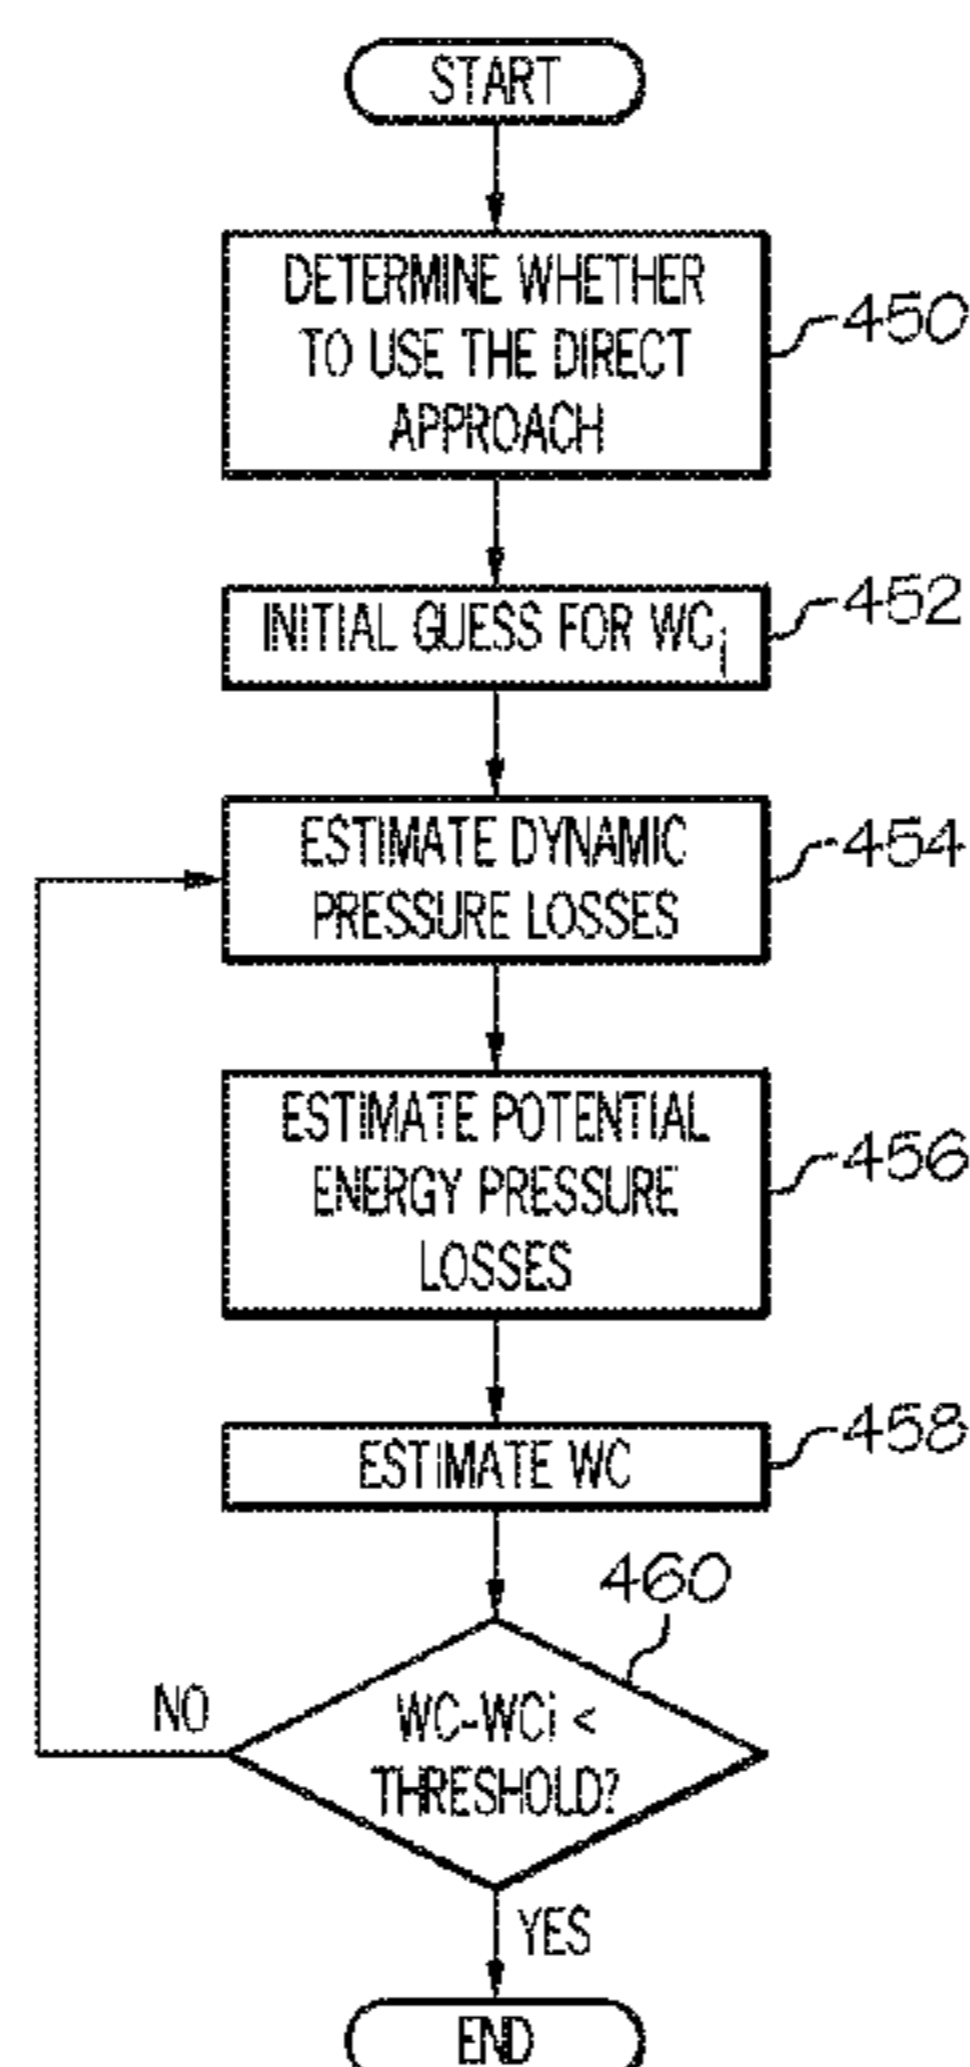 START
DETERMINE WHETHER
TO USE THE DIRECT
APPROACH
450
INITIAL GUESS FOR WCi
452
ESTIMATE DYNAMIC
PRESSURE LOSSES
454
ESTIMATE POTENTIAL
ENERGY PRESSURE
LOSSES
456
ESTIMATE WC
458
460
WC-WCi <
THRESHOLD?
NO
YES
END